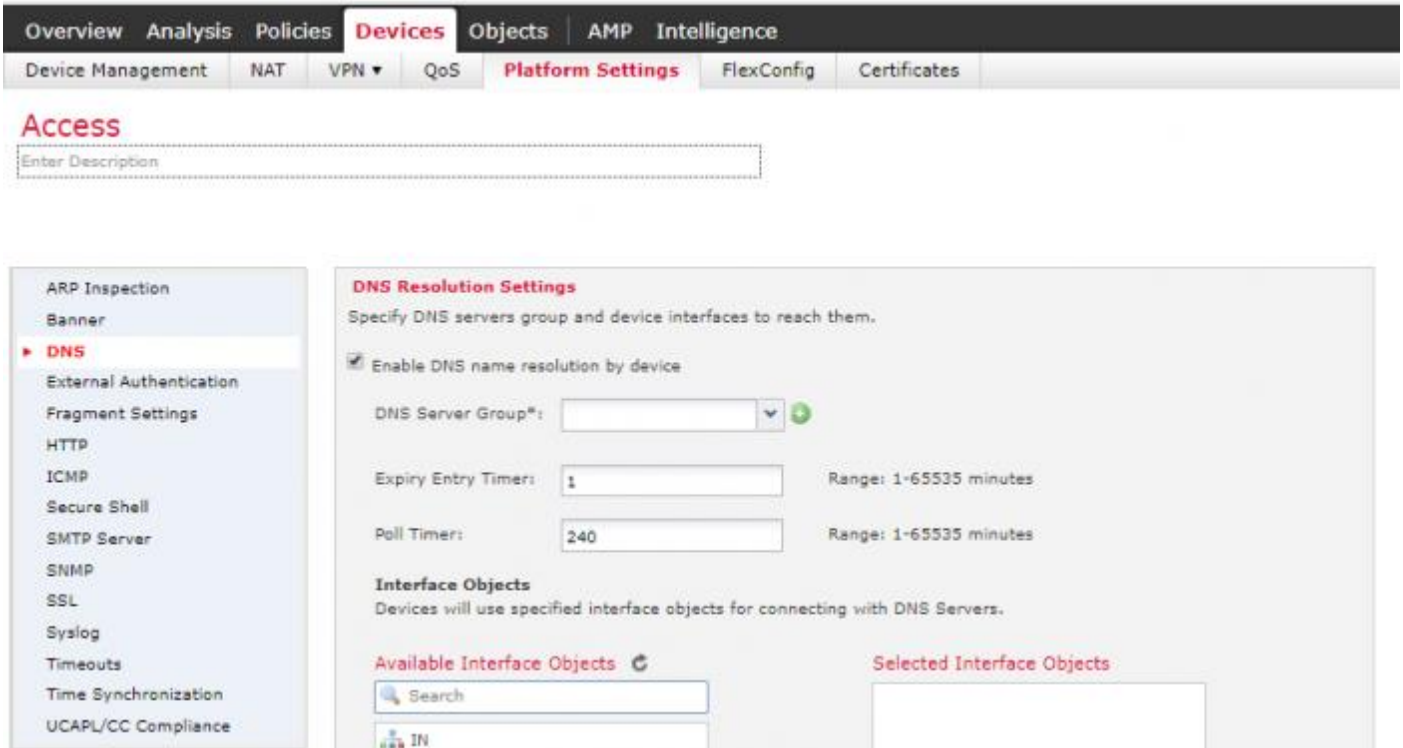 Overview Analysis Policies Devices Objects AMP Intelligence
Device Management NAT VPN ▼ QoS Platform Settings FlexConfig Certificates
Access
Enter Description
ARP Inspection
Banner
DNS
External Authentication
Fragment Settings
HTTP
ICMP
Secure Shell
SMTP Server
SNMP
SSL
Syslog
Timeouts
Time Synchronization
UCAPL/CC Compliance
DNS Resolution Settings
Specify DNS servers group and device interfaces to reach them.
Enable DNS name resolution by device
DNS Server Group*:
Expiry Entry Timer: 1 Range: 1-65535 minutes
Poll Timer: 240 Range: 1-65535 minutes
Interface Objects
Devices will use specified interface objects for connecting with DNS Servers.
Available Interface Objects Selected Interface Objects
Search
IN